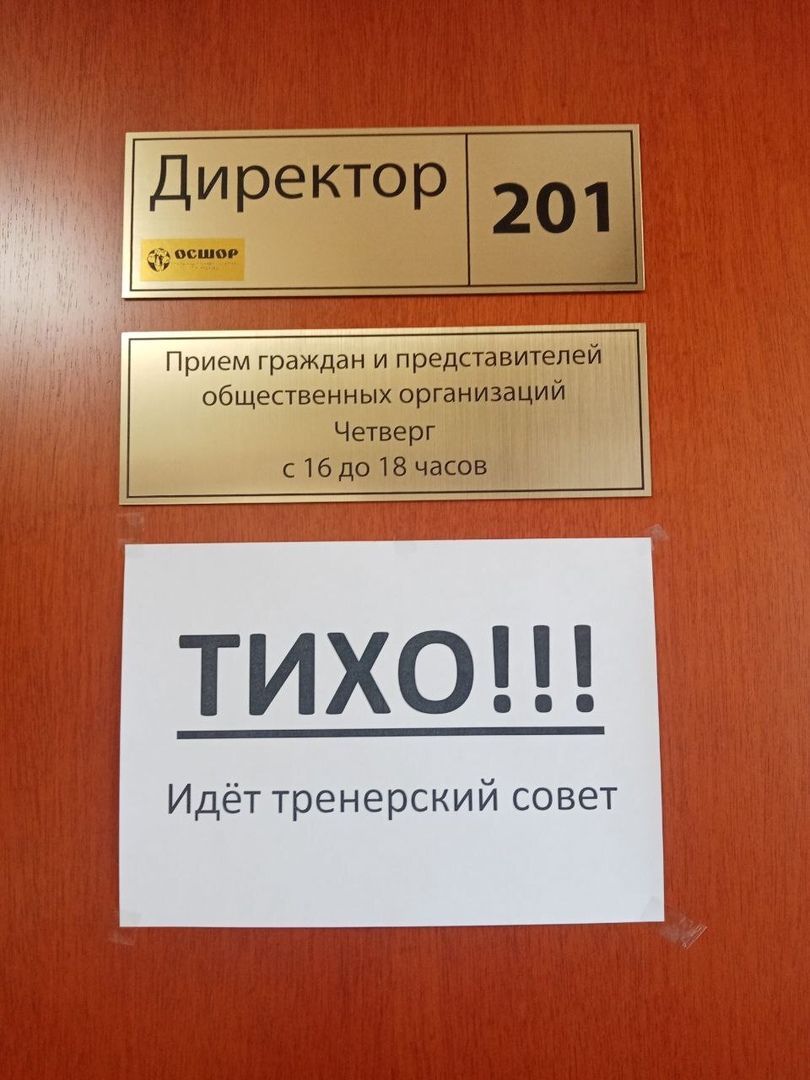 Директор
201
ОСШОР
Прием граждан и представителей
общественных организаций
Четверг
с 16 до 18 часов
ТИХО!!!
Идёт тренерский совет